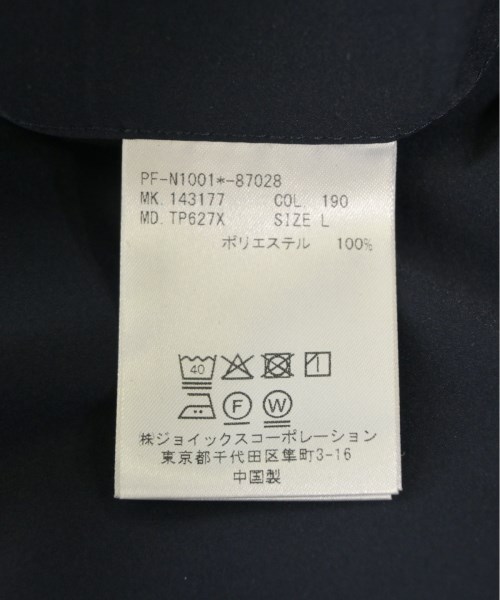 PF-N1001*-87028
MK. 143177 COL. 190
MD. TP627X SIZE L
ポリエステル 100%
40
F W
株ジョイックスコーポレーション
東京都千代田区隼町3-16
中国製